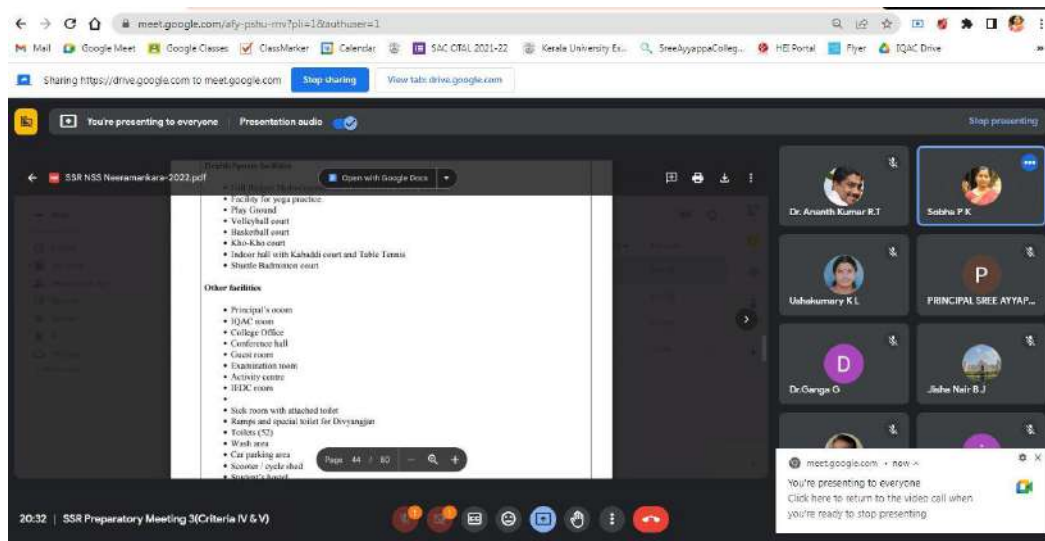 meet.google.com/afy-pshu-mv?pli=1&authuser=1
Mail Google Meet Google Classes ClassMarker Calendar SAC OTAL 2021-22 Kerala University Ex... SreeAyyappaColleg... HEI Portal Flyer IQAC Drive
Sharing https://drive.google.com to meet.google.com Stop sharing View tab: drive.google.com
You're presenting to everyone Presentation audio Stop presenting
SSR NSS Neeramankara-2022.pdf Open with Google Docs
• Facility for yoga practice
• Play Ground
• Volleyball court
• Basketball court
• Kho-Kho court
• Indoor hall with Kabaddi court and Table Tennis
• Shuttle Badminton court
Other facilities
• Principal's room
• IQAC room
• College Office
• Conference hall
• Guest room
• Examination room
• Activity centre
• IEDC room
•
• Sick room with attached toilet
• Ramps and special toilet for Divyangjan
• Toilets (52)
• Wash area
• Car parking area
• Scooter / cycle shed
• Student's hostel
Page 44 / 80
Dr. Ananth Kumar R.T
Sobha P K
Ushakumary K L
P
PRINCIPAL SREE AYYAP...
D
Dr.Ganga G
Jisha Nair B J
meet.google.com • now
You're presenting to everyone
Click here to return to the video call when
you're ready to stop presenting
20:32 | SSR Preparatory Meeting 3(Criteria IV & V)